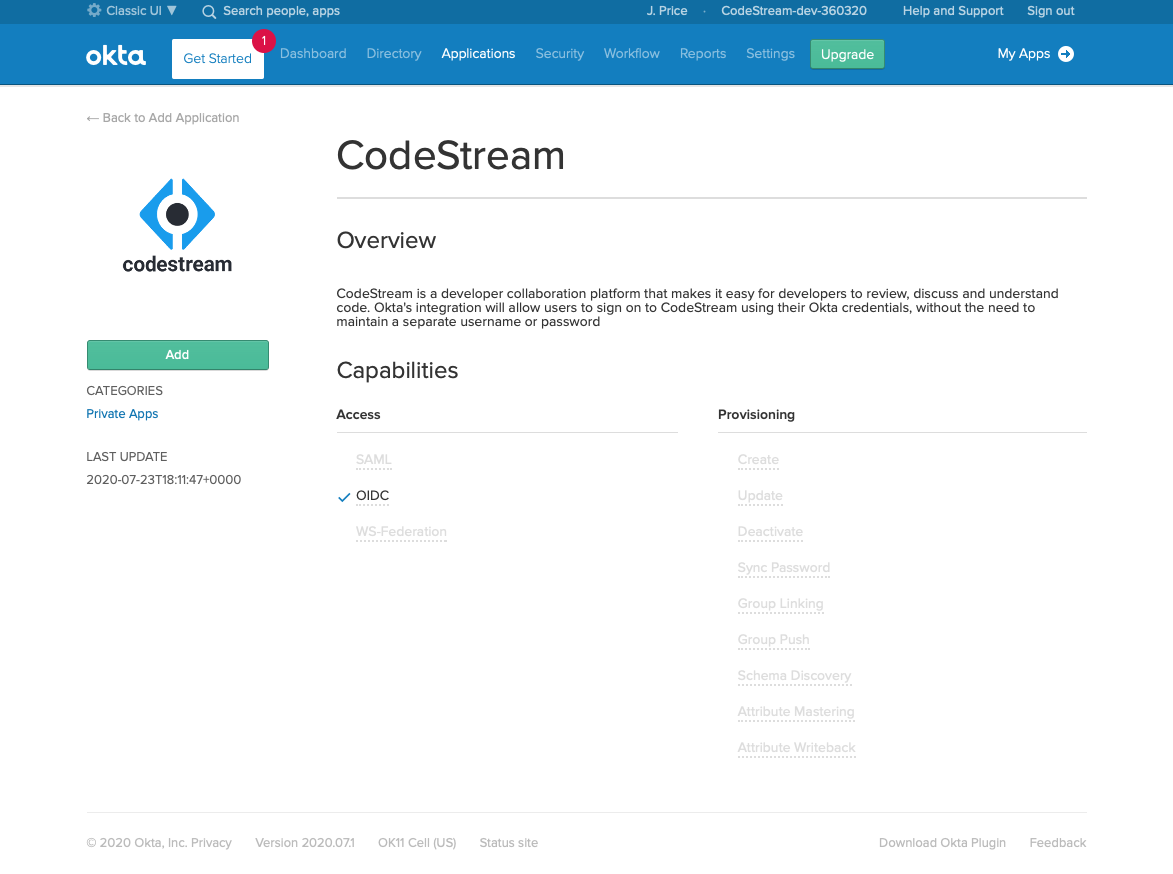 Classic UI ▼ Search people, apps J. Price · CodeStream-dev-360320 Help and Support Sign out
okta Get Started 1 Dashboard Directory Applications Security Workflow Reports Settings Upgrade My Apps
← Back to Add Application
CodeStream
codestream
Overview
CodeStream is a developer collaboration platform that makes it easy for developers to review, discuss and understand
code. Okta's integration will allow users to sign on to CodeStream using their Okta credentials, without the need to
maintain a separate username or password
Add
CATEGORIES
Private Apps
LAST UPDATE
2020-07-23T18:11:47+0000
Capabilities
Access
SAML
OIDC
WS-Federation
Provisioning
Create
Update
Deactivate
Sync Password
Group Linking
Group Push
Schema Discovery
Attribute Mastering
Attribute Writeback
© 2020 Okta, Inc. Privacy Version 2020.07.1 OK11 Cell (US) Status site Download Okta Plugin Feedback